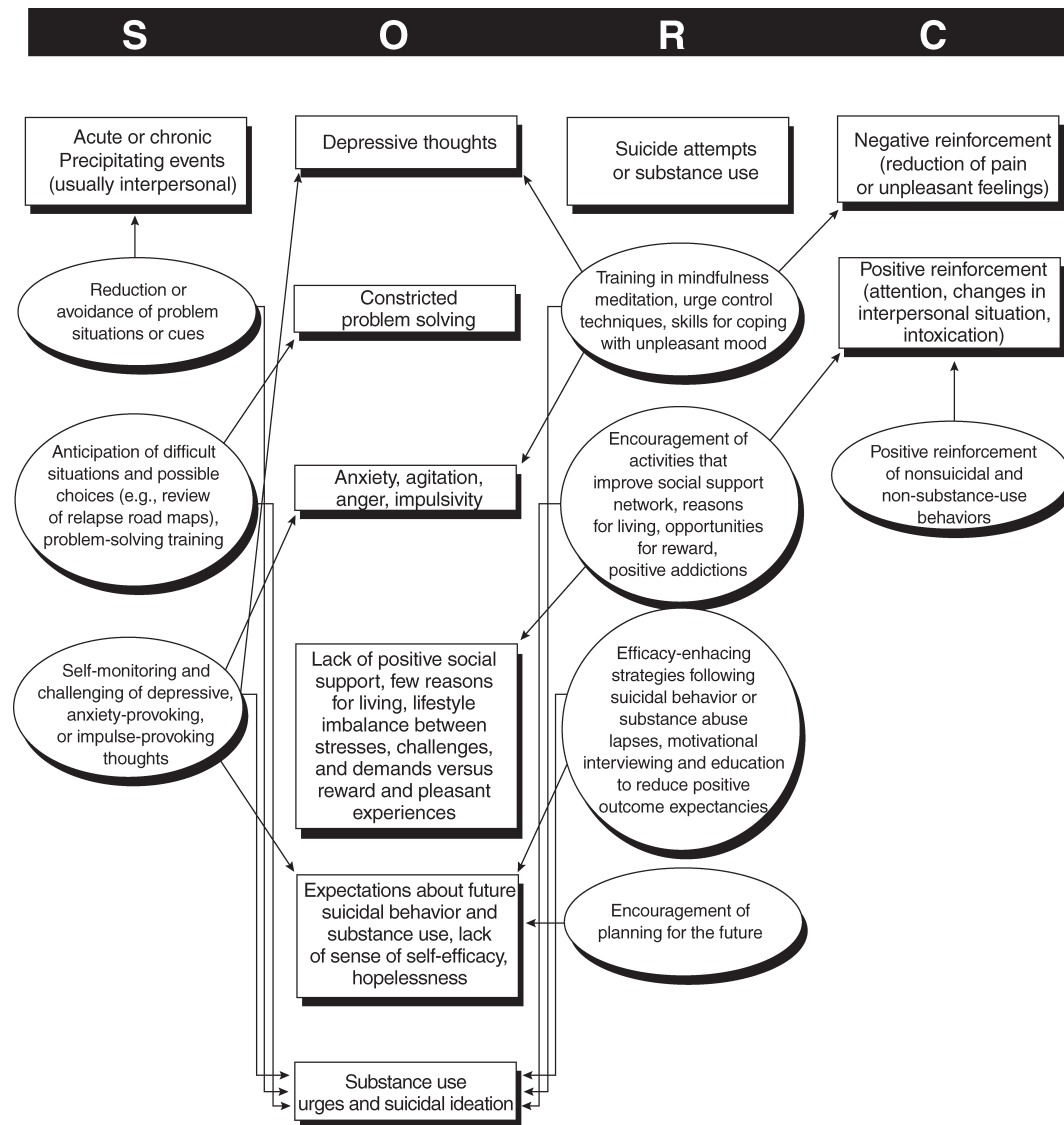 S
O
R
C
Acute or chronic
Precipitating events
(usually interpersonal)
Reduction or
avoidance of problem
situations or cues
Anticipation of difficult
situations and possible
choices (e.g., review
of relapse road maps),
problem-solving training
Self-monitoring and
challenging of depressive,
anxiety-provoking,
or impulse-provoking
thoughts
Depressive thoughts
Constricted
problem solving
Anxiety, agitation,
anger, impulsivity
Lack of positive social
support, few reasons
for living, lifestyle
imbalance between
stresses, challenges,
and demands versus
reward and pleasant
experiences
Expectations about future
suicidal behavior and
substance use, lack
of sense of self-efficacy,
hopelessness
Substance use
urges and suicidal ideation
Suicide attempts
or substance use
Training in mindfulness
meditation, urge control
techniques, skills for coping
with unpleasant mood
Encouragement of
activities that
improve social support
network, reasons
for living, opportunities
for reward,
positive addictions
Efficacy-enhacing
strategies following
suicidal behavior or
substance abuse
lapses, motivational
interviewing and education
to reduce positive
outcome expectancies
Encouragement of
planning for the future
Negative reinforcement
(reduction of pain
or unpleasant feelings)
Positive reinforcement
(attention, changes in
interpersonal situation,
intoxication)
Positive reinforcement
of nonsuicidal and
non-substance-use
behaviors